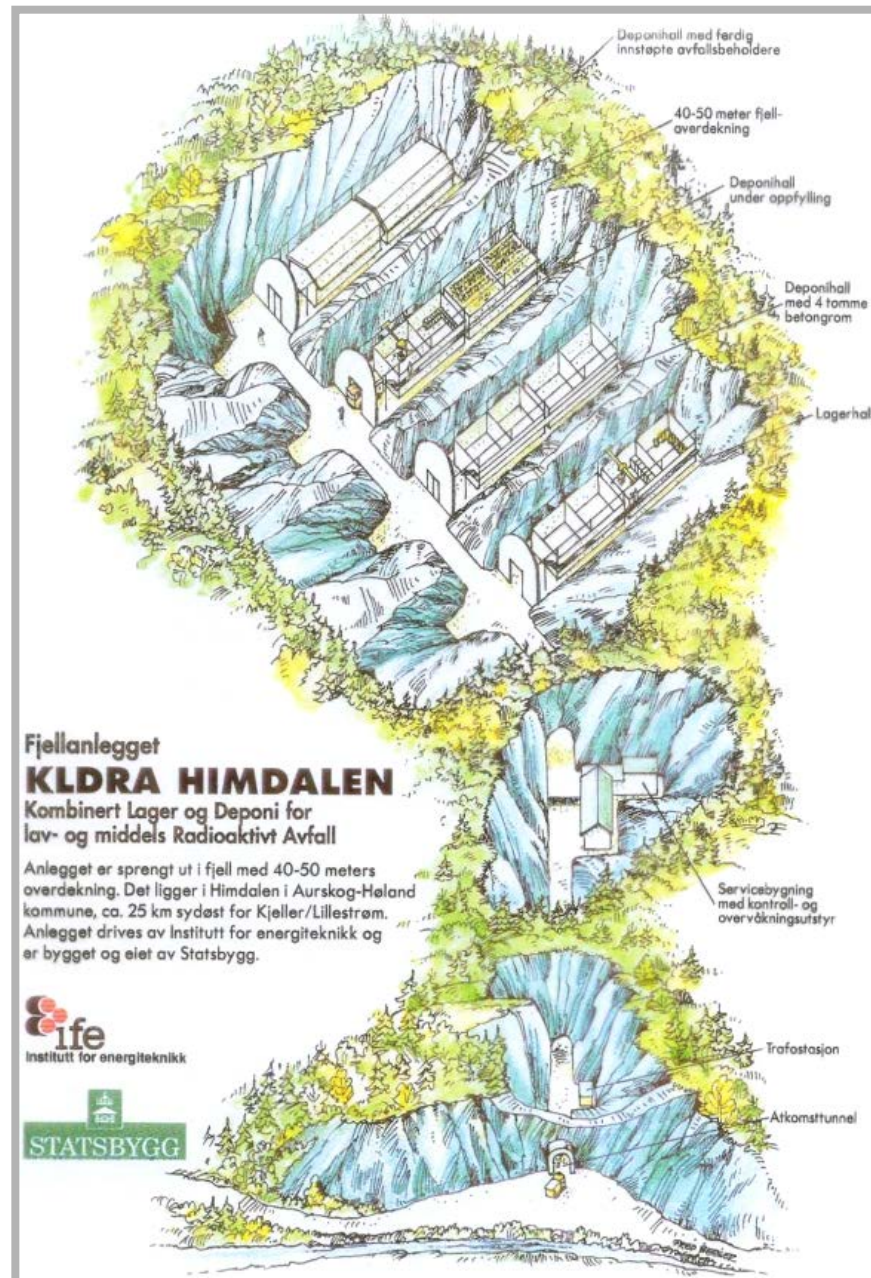 Deponihall med ferdig
innstøpte avfallsbeholdere
40-50 meter fjell-
overdekning
Deponihall
under oppfylling
Deponihall
med 4 tomme
betongrom
Lagerhall
Fjellanlegget
KLDRA HIMDALEN
Kombinert Lager og Deponi for
lav- og middels Radioaktivt Avfall
Anlegget er sprengt ut i fjell med 40-50 meters
overdekning. Det ligger i Himdalen i Aurskog-Høland
kommune, ca. 25 km sydøst for Kjeller/Lillestrøm.
Anlegget drives av Institutt for energiteknikk og
er bygget og eiet av Statsbygg.
Servicebygning
med kontroll- og
overvåkningsutstyr
ife
Institutt for energiteknikk
STATSBYGG
Trafostasjon
Atkomsttunnel